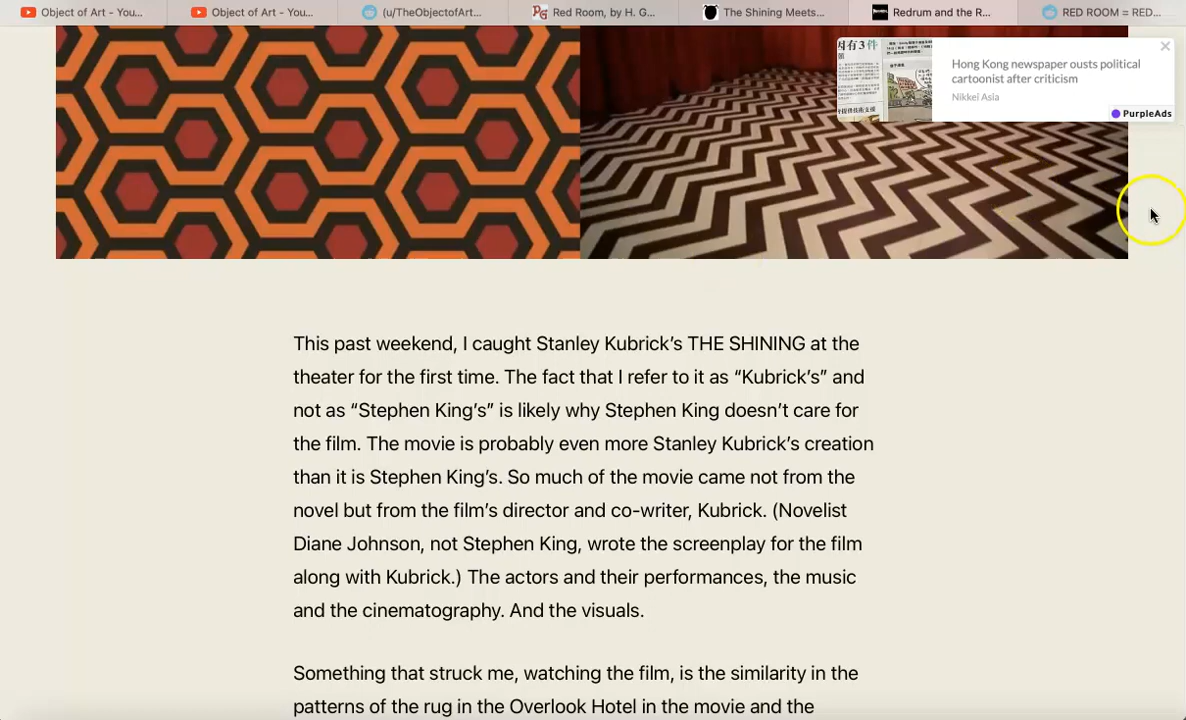 Object of Art - You...
Object of Art - You...
(u/TheObjectofArt...
Red Room, by H. G...
The Shining Meets...
Redrum and the R...
RED ROOM = RED...
因有3件
Hong Kong newspaper ousts political
cartoonist after criticism
Nikkei Asia
PurpleAds
This past weekend, I caught Stanley Kubrick’s THE SHINING at the
theater for the first time. The fact that I refer to it as “Kubrick’s” and
not as “Stephen King’s” is likely why Stephen King doesn’t care for
the film. The movie is probably even more Stanley Kubrick’s creation
than it is Stephen King’s. So much of the movie came not from the
novel but from the film’s director and co-writer, Kubrick. (Novelist
Diane Johnson, not Stephen King, wrote the screenplay for the film
along with Kubrick.) The actors and their performances, the music
and the cinematography. And the visuals.
Something that struck me, watching the film, is the similarity in the
patterns of the rug in the Overlook Hotel in the movie and the